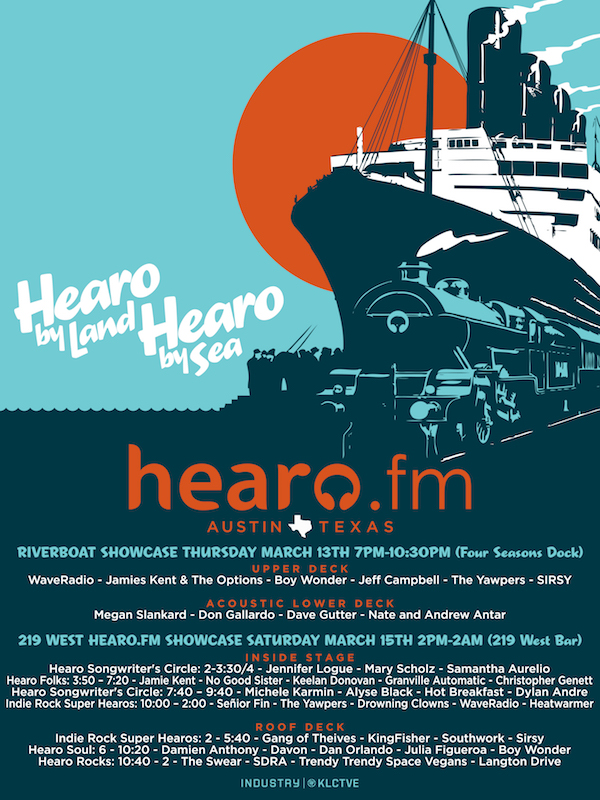 Hearo
by Land
Hearo
by Sea
hearo.fm
AUSTIN TEXAS
RIVERBOAT SHOWCASE THURSDAY MARCH 13TH 7PM-10:30PM (Four Seasons Dock)
UPPER DECK
WaveRadio - Jamies Kent & The Options - Boy Wonder - Jeff Campbell - The Yawpers - SIRSY
ACOUSTIC LOWER DECK
Megan Slankard - Don Gallardo - Dave Gutter - Nate and Andrew Antar
219 WEST HEARO.FM SHOWCASE SATURDAY MARCH 15TH 2PM-2AM (219 West Bar)
INSIDE STAGE
Hearo Songwriter's Circle: 2-3:30/4 - Jennifer Logue - Mary Scholz - Samantha Aurelio
Hearo Folks: 3:50 - 7:20 - Jamie Kent - No Good Sister - Keelan Donovan - Granville Automatic - Christopher Genett
Hearo Songwriter's Circle: 7:40 - 9:40 - Michele Karmin - Alyse Black - Hot Breakfast - Dylan Andre
Indie Rock Super Hearos: 10:00 - 2:00 - Señior Fin - The Yawpers - Drowning Clowns - WaveRadio - Heatwarmer
ROOF DECK
Indie Rock Super Hearos: 2 - 5:40 - Gang of Theives - KingFisher - Southwork - Sirsy
Hearo Soul: 6 - 10:20 - Damien Anthony - Davon - Dan Orlando - Julia Figueroa - Boy Wonder
Hearo Rocks: 10:40 - 2 - The Swear - SDRA - Trendy Trendy Space Vegans - Langton Drive
INDUSTRY | KLCTVE